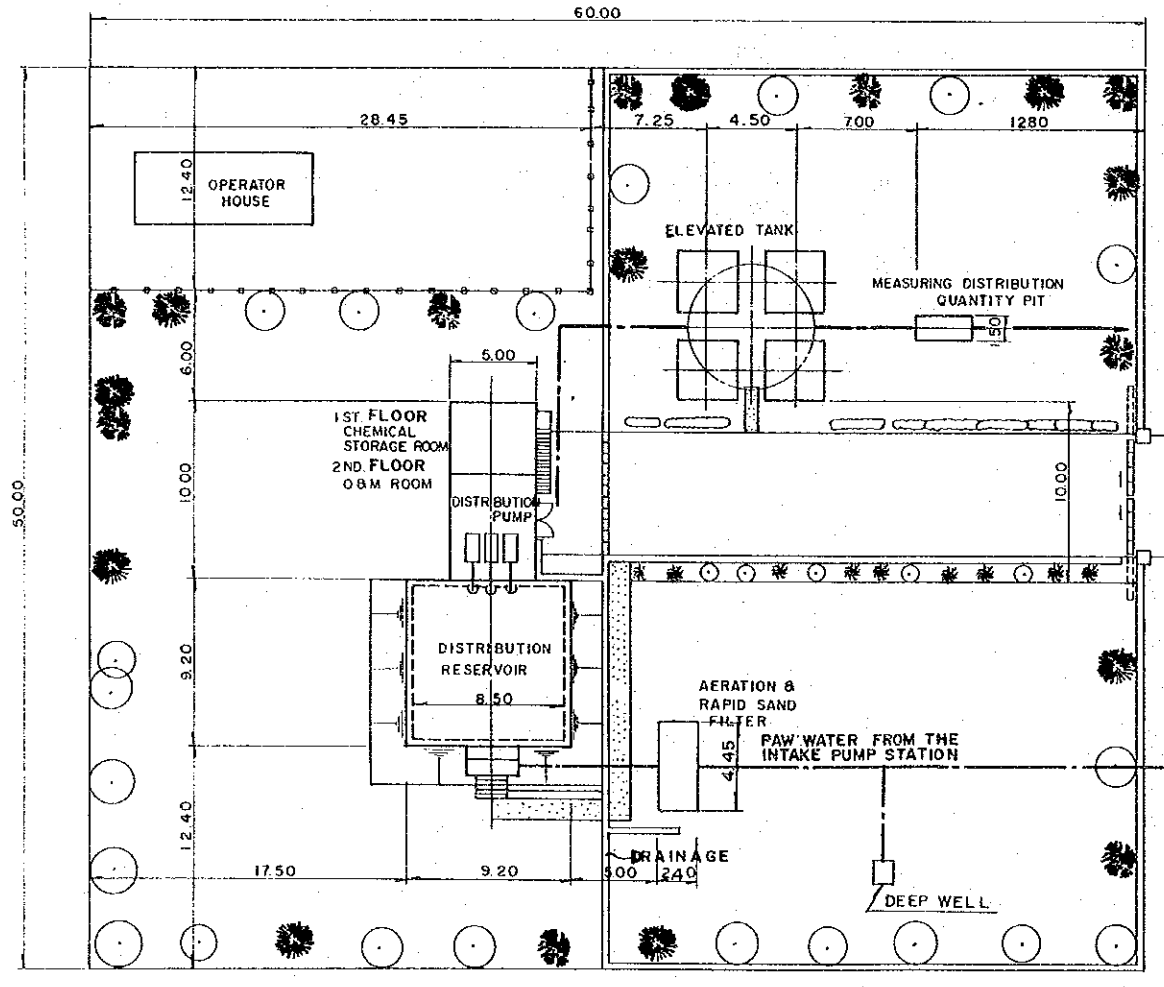 60.00
28.45
7.25
4.50
7.00
1280
12.40
OPERATOR
HOUSE
ELEVATED TANK
MEASURING DISTRIBUTION
QUANTITY PIT
1.50
6.00
5.00
1ST. FLOOR
CHEMICAL
STORAGE ROOM
2ND. FLOOR
O&M ROOM
DISTRIBUTION
PUMP
10.00
10.00
50.00
DISTRIBUTION
RESERVOIR
8.50
9.20
AERATION &
RAPID SAND
FILTER
4.45
PAW WATER FROM THE
INTAKE PUMP STATION
12.40
17.50
9.20
5.00
2.40
DRAINAGE
DEEP WELL